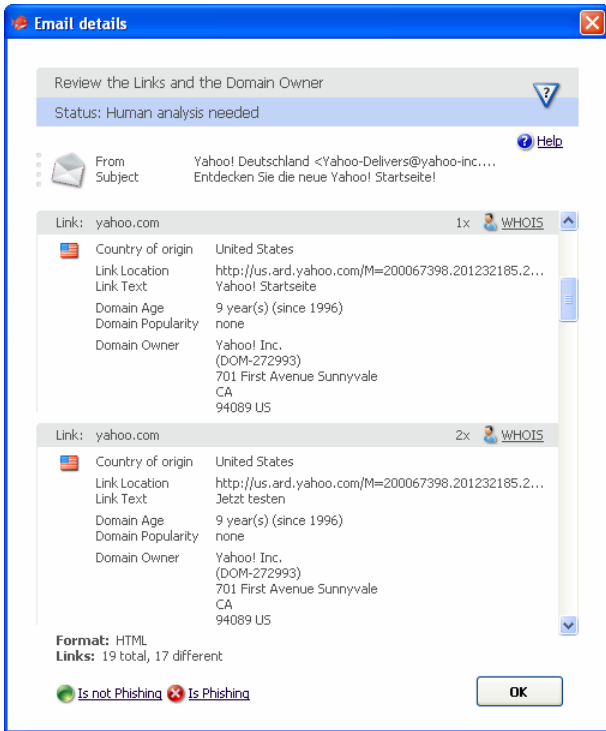 Email details
Review the Links and the Domain Owner
?
Status: Human analysis needed
? Help
From Yahoo! Deutschland <Yahoo-Delivers@yahoo-inc....
Subject Entdecken Sie die neue Yahoo! Startseite!
Link: yahoo.com 1x WHOIS
Country of origin United States
Link Location http://us.ard.yahoo.com/M=200067398.201232185.2...
Link Text Yahoo! Startseite
Domain Age 9 year(s) (since 1996)
Domain Popularity none
Domain Owner Yahoo! Inc.
(DOM-272993)
701 First Avenue Sunnyvale
CA
94089 US
Link: yahoo.com 2x WHOIS
Country of origin United States
Link Location http://us.ard.yahoo.com/M=200067398.201232185.2...
Link Text Jetzt testen
Domain Age 9 year(s) (since 1996)
Domain Popularity none
Domain Owner Yahoo! Inc.
(DOM-272993)
701 First Avenue Sunnyvale
CA
94089 US
Format: HTML
Links: 19 total, 17 different
Is not Phishing Is Phishing OK